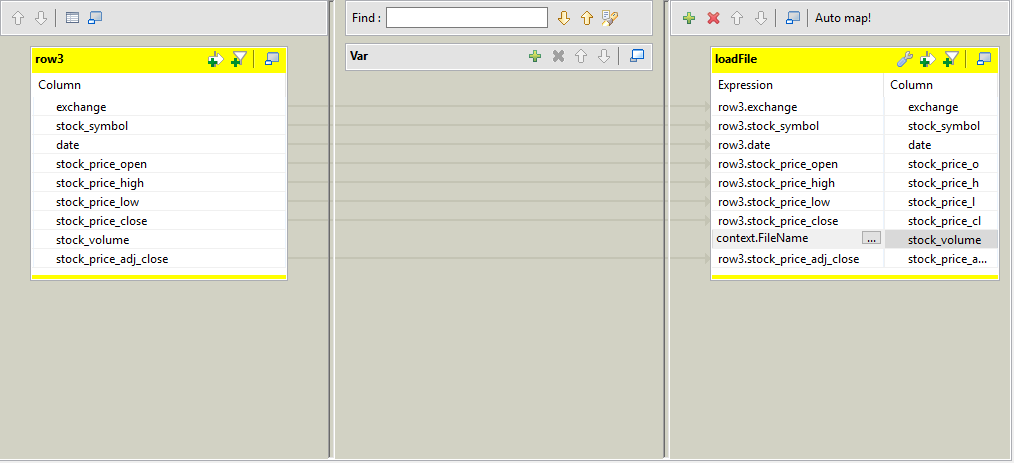 Find :
Auto map!
row3
Column
exchange
stock_symbol
date
stock_price_open
stock_price_high
stock_price_low
stock_price_close
stock_volume
stock_price_adj_close
Var
loadFile
Expression Column
row3.exchange exchange
row3.stock_symbol stock_symbol
row3.date date
row3.stock_price_open stock_price_o
row3.stock_price_high stock_price_h
row3.stock_price_low stock_price_l
row3.stock_price_close stock_price_cl
context.FileName ... stock_volume
row3.stock_price_adj_close stock_price_a...